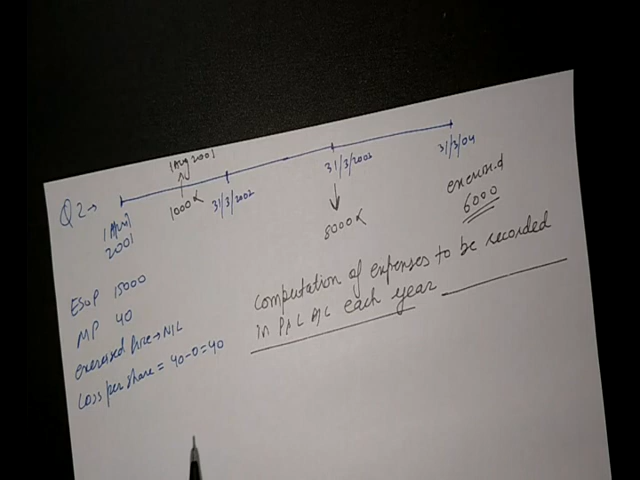 Q2→
1 April 2001
1 Aug 2001
1000 X
31/3/2002
31/3/2003
8000 X
31/3/04
exercised
6000
ESOP 15000
MP 40
exercised Price → NIL
Loss per share = 40-0=40
Computation of expenses to be recorded
in P&L A/C each year